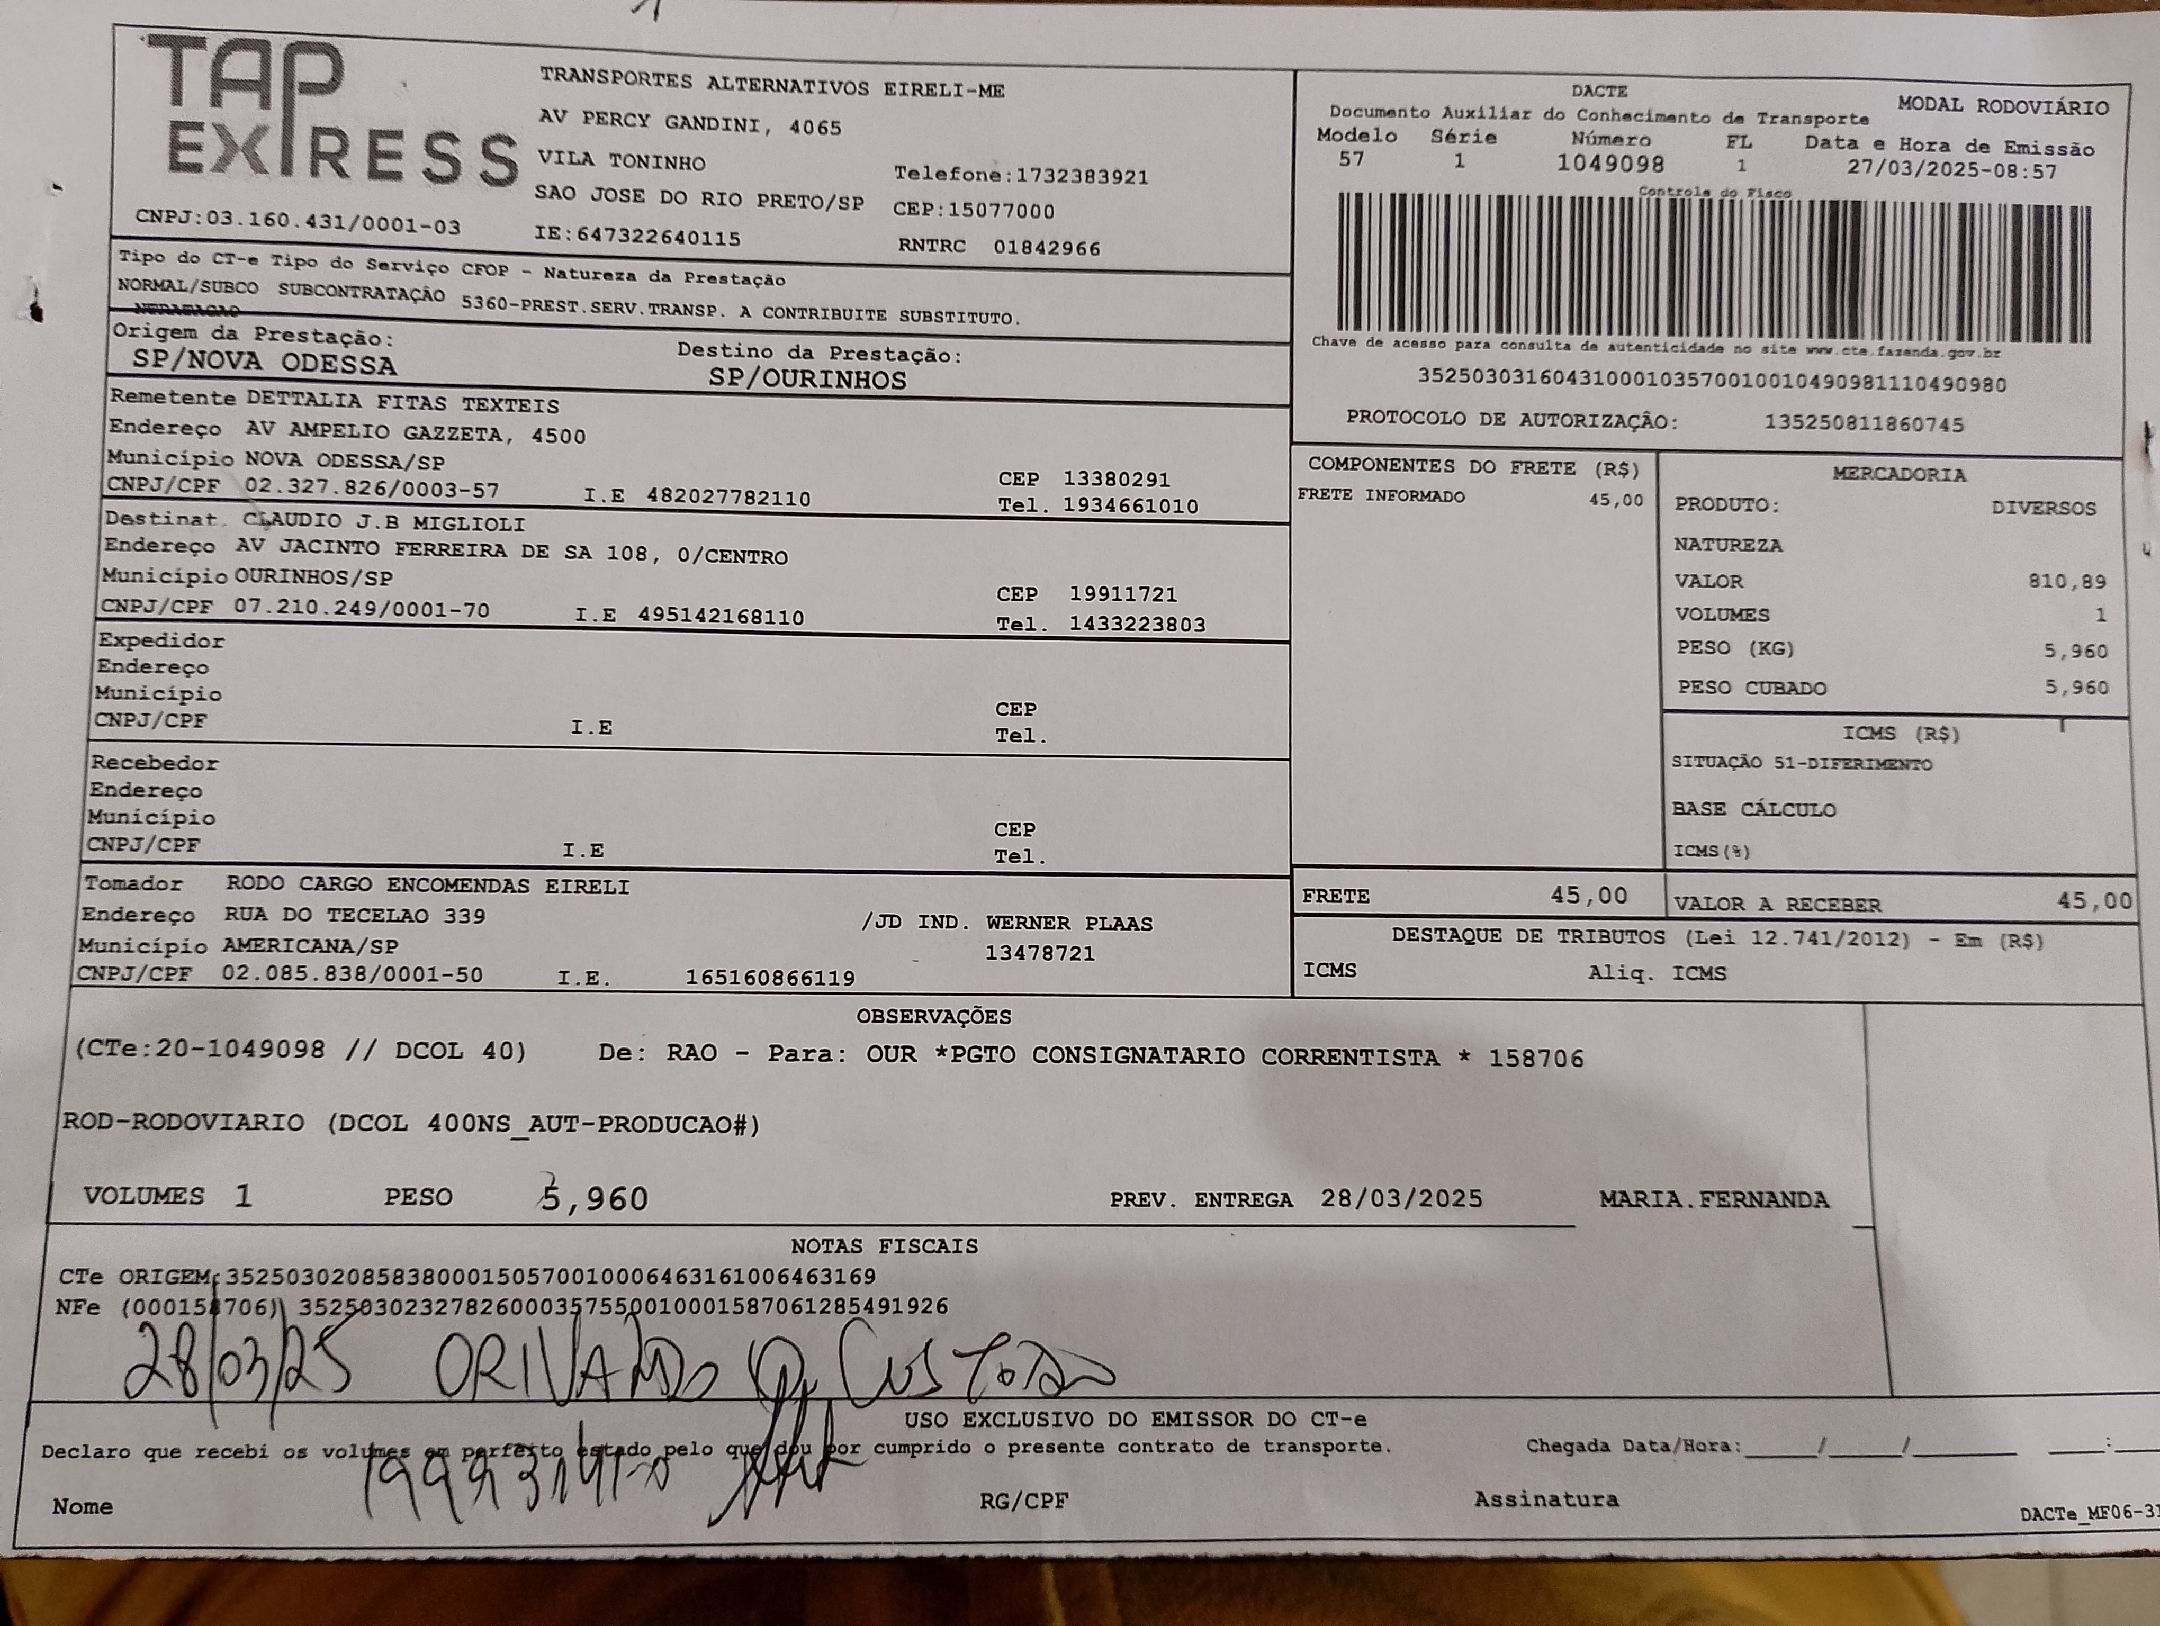 TAP
EXPRESS
CNPJ:03.160.431/0001-03
TRANSPORTES ALTERNATIVOS EIRELI-ME
AV PERCY GANDINI, 4065
VILA TONINHO
Telefone:1732383921
SAO JOSE DO RIO PRETO/SP CEP:15077000
IE:647322640115 RNTRC 01842966
DACTE
MODAL RODOVIÁRIO
Documento Auxiliar do Conhecimento de Transporte
Modelo Série Número FL Data e Hora de Emissão
57 1 1049098 1 27/03/2025-08:57
Controle do Fisco
Chave de acesso para consulta de autenticidade no site www.cte.fazenda.gov.br
35250303160431000103570010010490981110490980
PROTOCOLO DE AUTORIZAÇÃO: 135250811860745
Tipo do CT-e Tipo do Serviço CFOP - Natureza da Prestação
NORMAL/SUBCO SUBCONTRATAÇÃO 5360-PREST.SERV.TRANSP. A CONTRIBUITE SUBSTITUTO.
Origem da Prestação: Destino da Prestação:
SP/NOVA ODESSA SP/OURINHOS
Remetente DETTALIA FITAS TEXTEIS
Endereço AV AMPELIO GAZZETA, 4500
Município NOVA ODESSA/SP CEP 13380291
CNPJ/CPF 02.327.826/0003-57 I.E 482027782110 Tel. 1934661010
Destinat. CLAUDIO J.B MIGLIOLI
Endereço AV JACINTO FERREIRA DE SA 108, 0/CENTRO
Município OURINHOS/SP CEP 19911721
CNPJ/CPF 07.210.249/0001-70 I.E 495142168110 Tel. 1433223803
Expedidor
Endereço
Município CEP
CNPJ/CPF I.E Tel.
Recebedor
Endereço
Município CEP
CNPJ/CPF I.E Tel.
Tomador RODO CARGO ENCOMENDAS EIRELI
Endereço RUA DO TECELAO 339 /JD IND. WERNER PLAAS
Município AMERICANA/SP 13478721
CNPJ/CPF 02.085.838/0001-50 I.E. 165160866119
COMPONENTES DO FRETE (R$)
FRETE INFORMADO 45,00
MERCADORIA
PRODUTO: DIVERSOS
NATUREZA
VALOR 810,89
VOLUMES 1
PESO (KG) 5,960
PESO CUBADO 5,960
ICMS (R$)
SITUAÇÃO 51-DIFERIMENTO
BASE CÁLCULO
ICMS(%)
FRETE 45,00 VALOR A RECEBER 45,00
DESTAQUE DE TRIBUTOS (Lei 12.741/2012) - Em (R$)
ICMS Aliq. ICMS
OBSERVAÇÕES
(CTe:20-1049098 // DCOL 40) De: RAO - Para: OUR *PGTO CONSIGNATARIO CORRENTISTA * 158706
ROD-RODOVIARIO (DCOL 400NS_AUT-PRODUCAO#)
VOLUMES 1 PESO 5,960 PREV. ENTREGA 28/03/2025 MARIA.FERNANDA
NOTAS FISCAIS
CTe ORIGEM:35250302085838000150570010006463161006463169
NFe (000158706) 35250302327826000357550010001587061285491926
28/03/25 ORIVALDO
USO EXCLUSIVO DO EMISSOR DO CT-e
Declaro que recebi os volumes em perfeito estado pelo que dou por cumprido o presente contrato de transporte. Chegada Data/Hora:____/____/______ ___:___
Nome RG/CPF Assinatura
DACTe_MF06-31